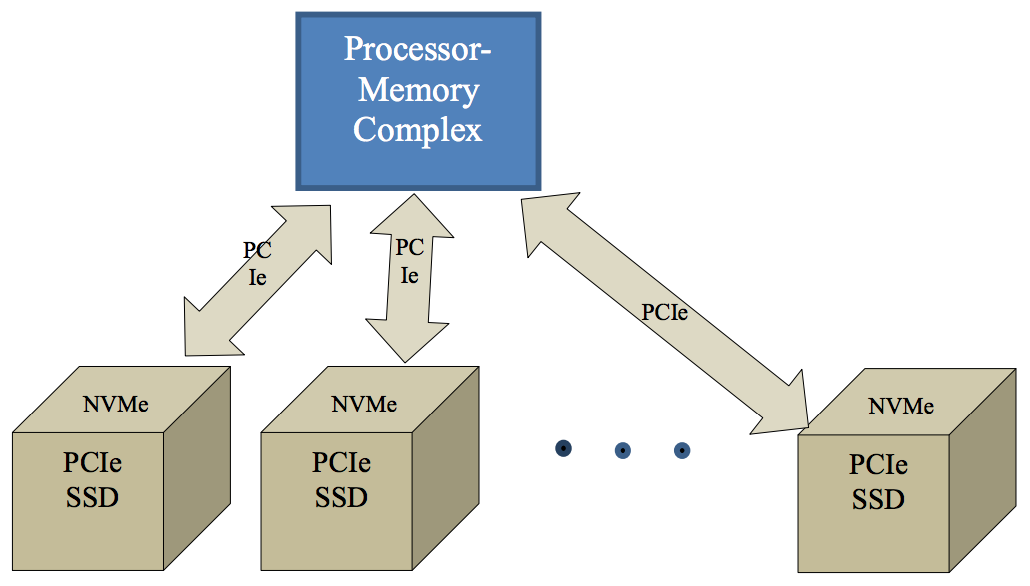 Processor-
Memory
Complex
PC
Ie
PC
Ie
PCIe
NVMe
PCIe
SSD
NVMe
PCIe
SSD
NVMe
PCIe
SSD